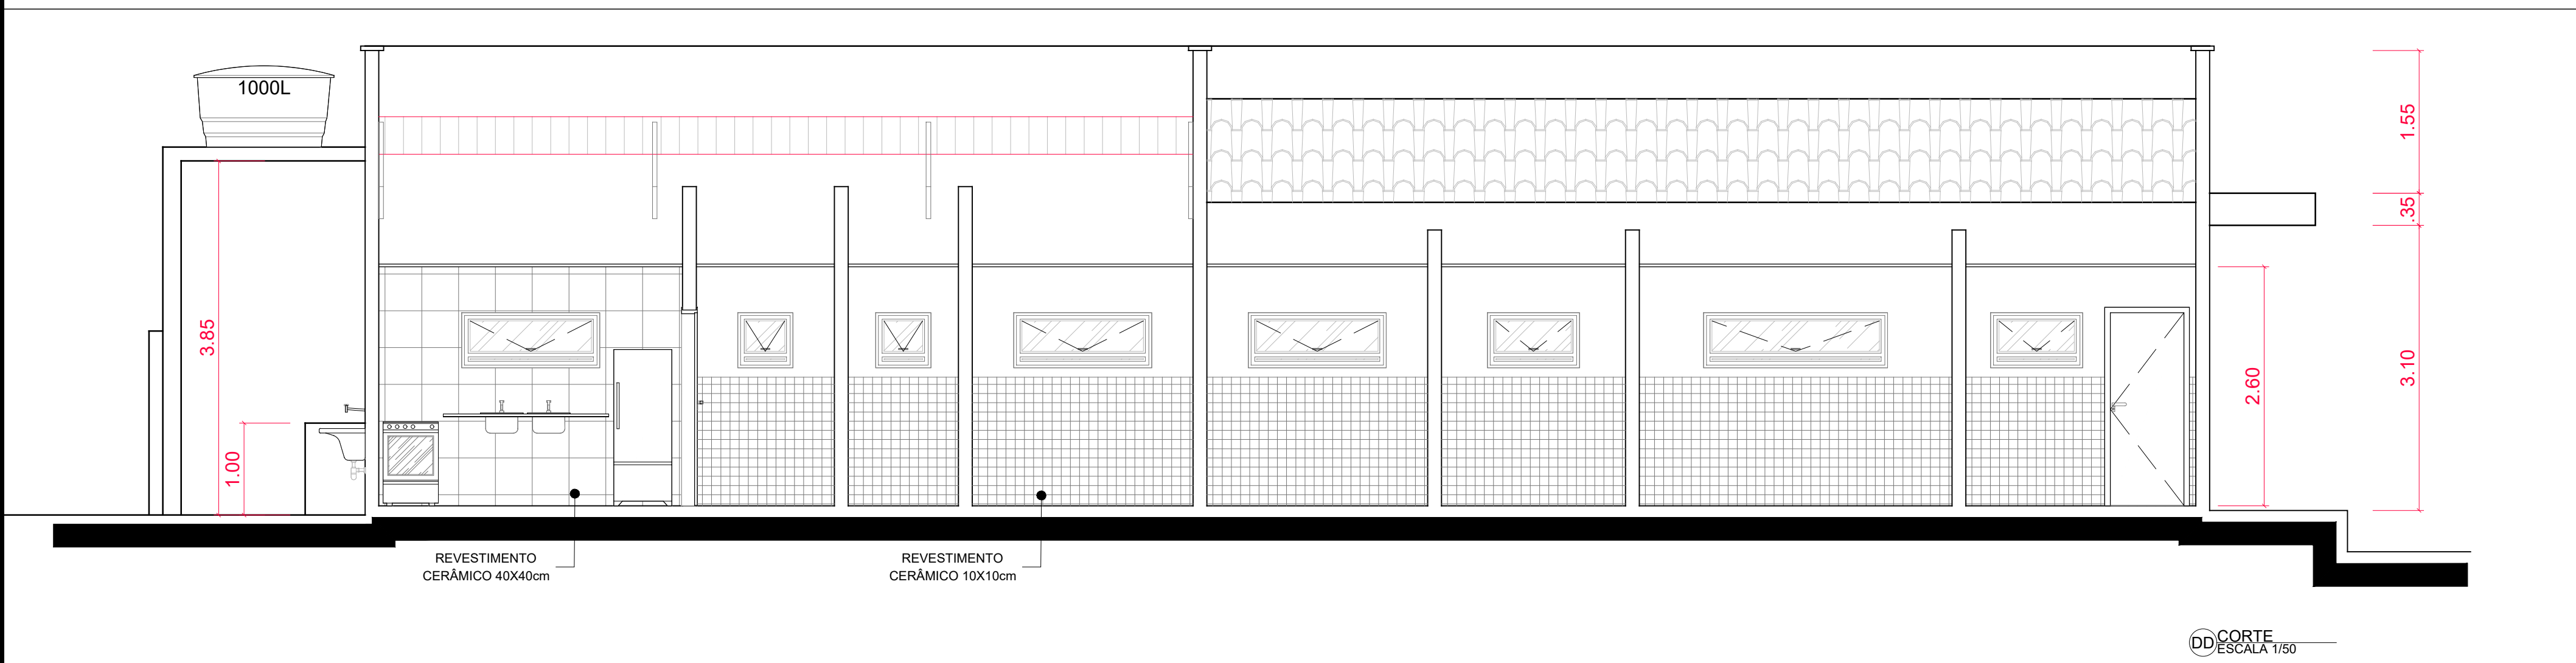 1000L
1.55
.35
3.85
3.10
2.60
1.00
REVESTIMENTO
CERÂMICO 40X40cm
REVESTIMENTO
CERÂMICO 10X10cm
DD CORTE
ESCALA 1/50